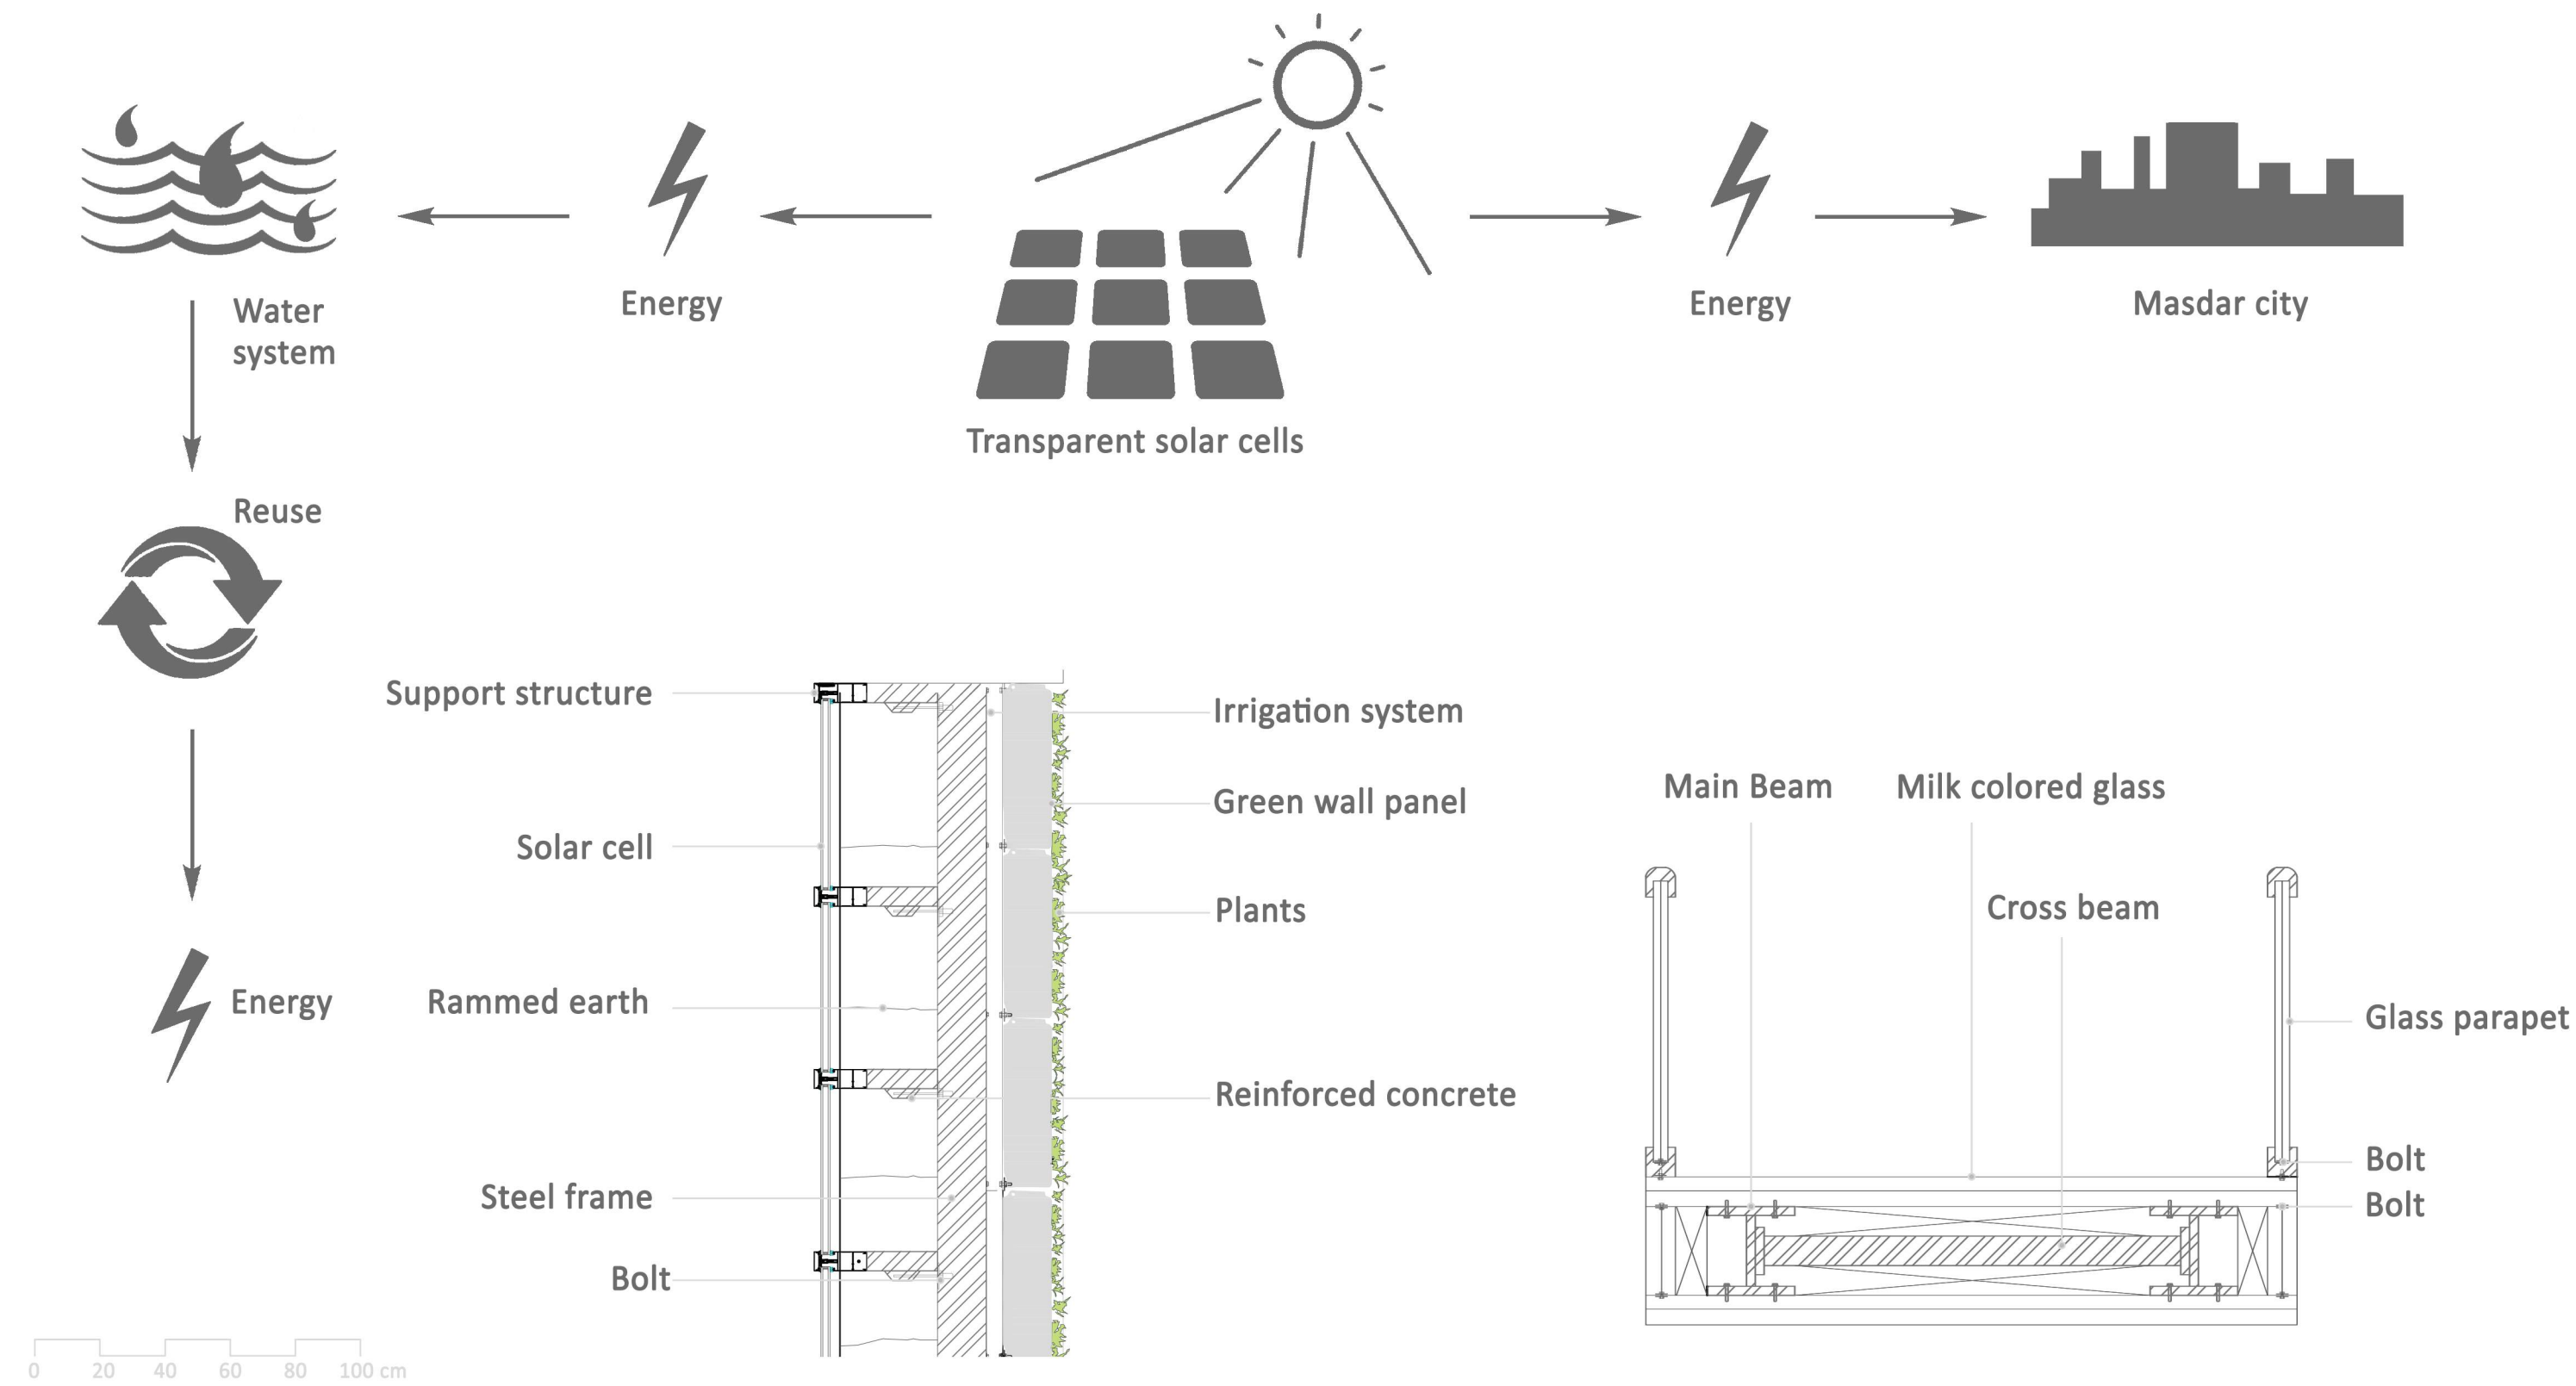 Energy
Energy
Masdar city
Water
system
Transparent solar cells
Reuse
Support structure
Irrigation system
Main Beam
Milk colored glass
Green wall panel
Solar cell
Plants
Cross beam
Energy
Rammed earth
Glass parapet
Reinforced concrete
Bolt
Steel frame
Bolt
Bolt
0 20 40 60 80 100 cm